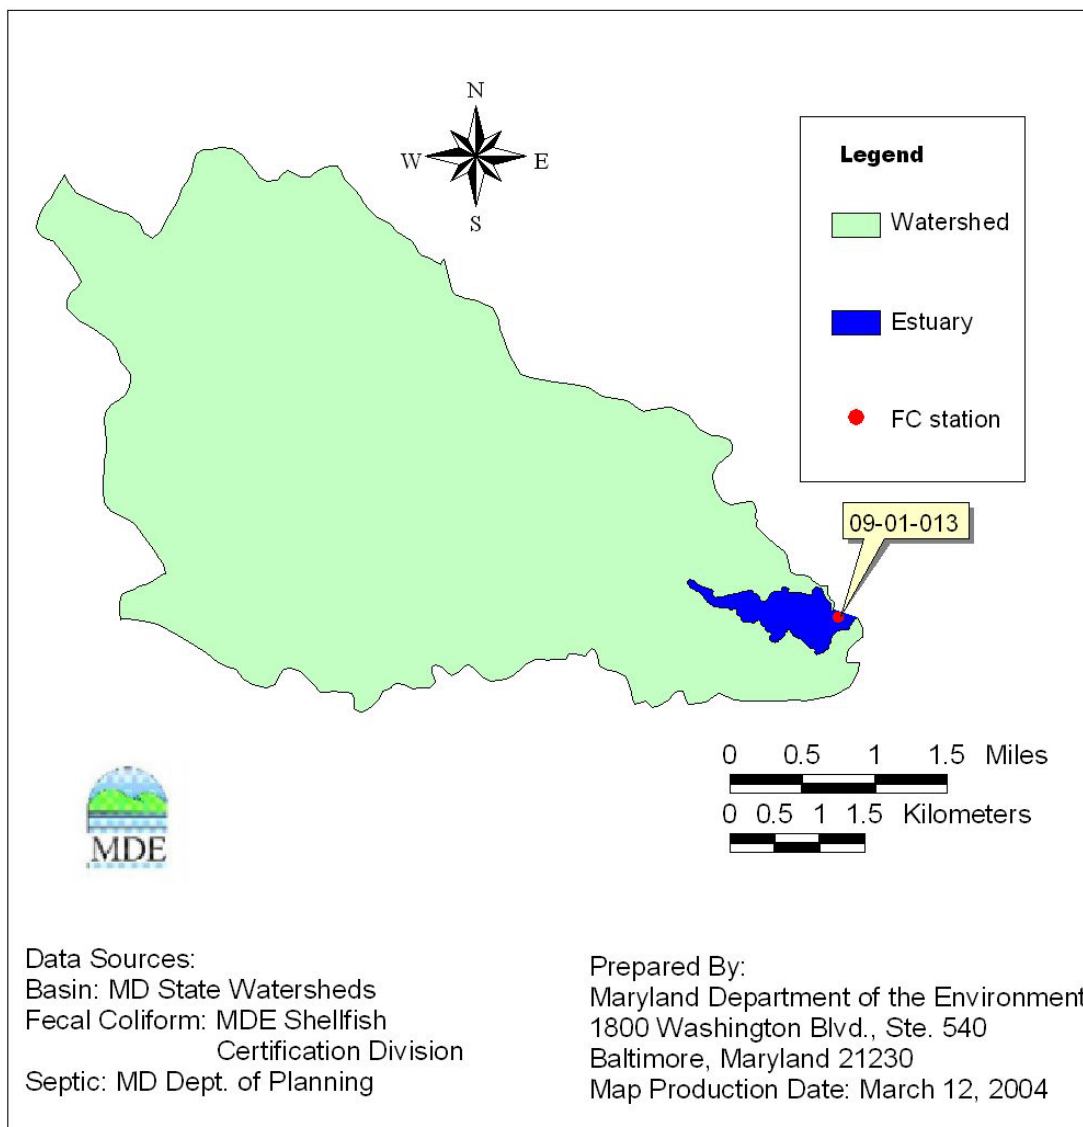 N
W E
S
Legend
Watershed
Estuary
FC station
09-01-013
0 0.5 1 1.5 Miles
0 0.5 1 1.5 Kilometers
MDE
Data Sources:
Basin: MD State Watersheds
Fecal Coliform: MDE Shellfish
Certification Division
Septic: MD Dept. of Planning
Prepared By:
Maryland Department of the Environment
1800 Washington Blvd., Ste. 540
Baltimore, Maryland 21230
Map Production Date: March 12, 2004